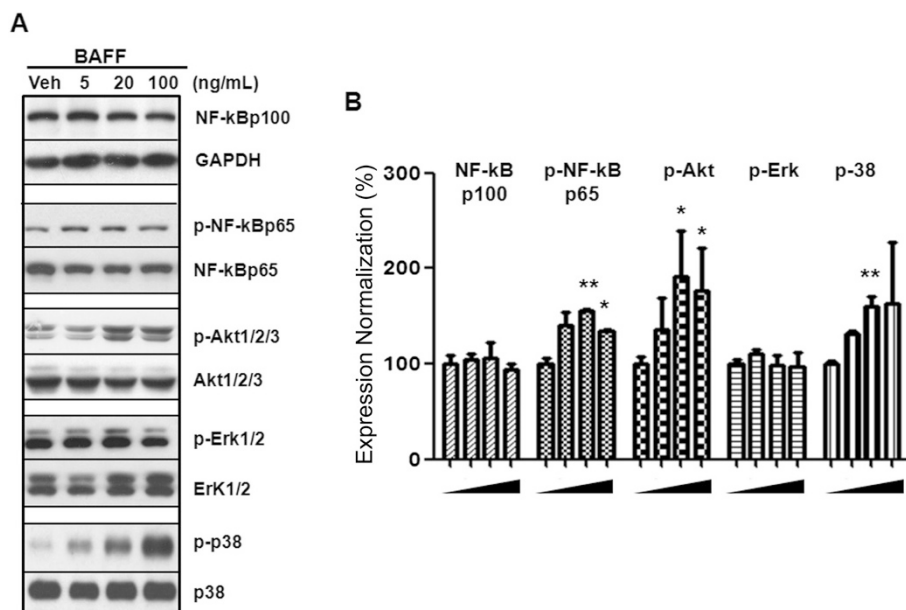 A
BAFF
Veh 5 20 100 (ng/mL)
NF-kBp100
GAPDH
p-NF-kBp65
NF-kBp65
p-Akt1/2/3
Akt1/2/3
p-Erk1/2
ErK1/2
p-p38
p38
B
Expression Normalization (%)
300
200
100
0
NF-kB p-NF-kB p-Akt p-Erk p-38
p100 p65
* *
** *
**